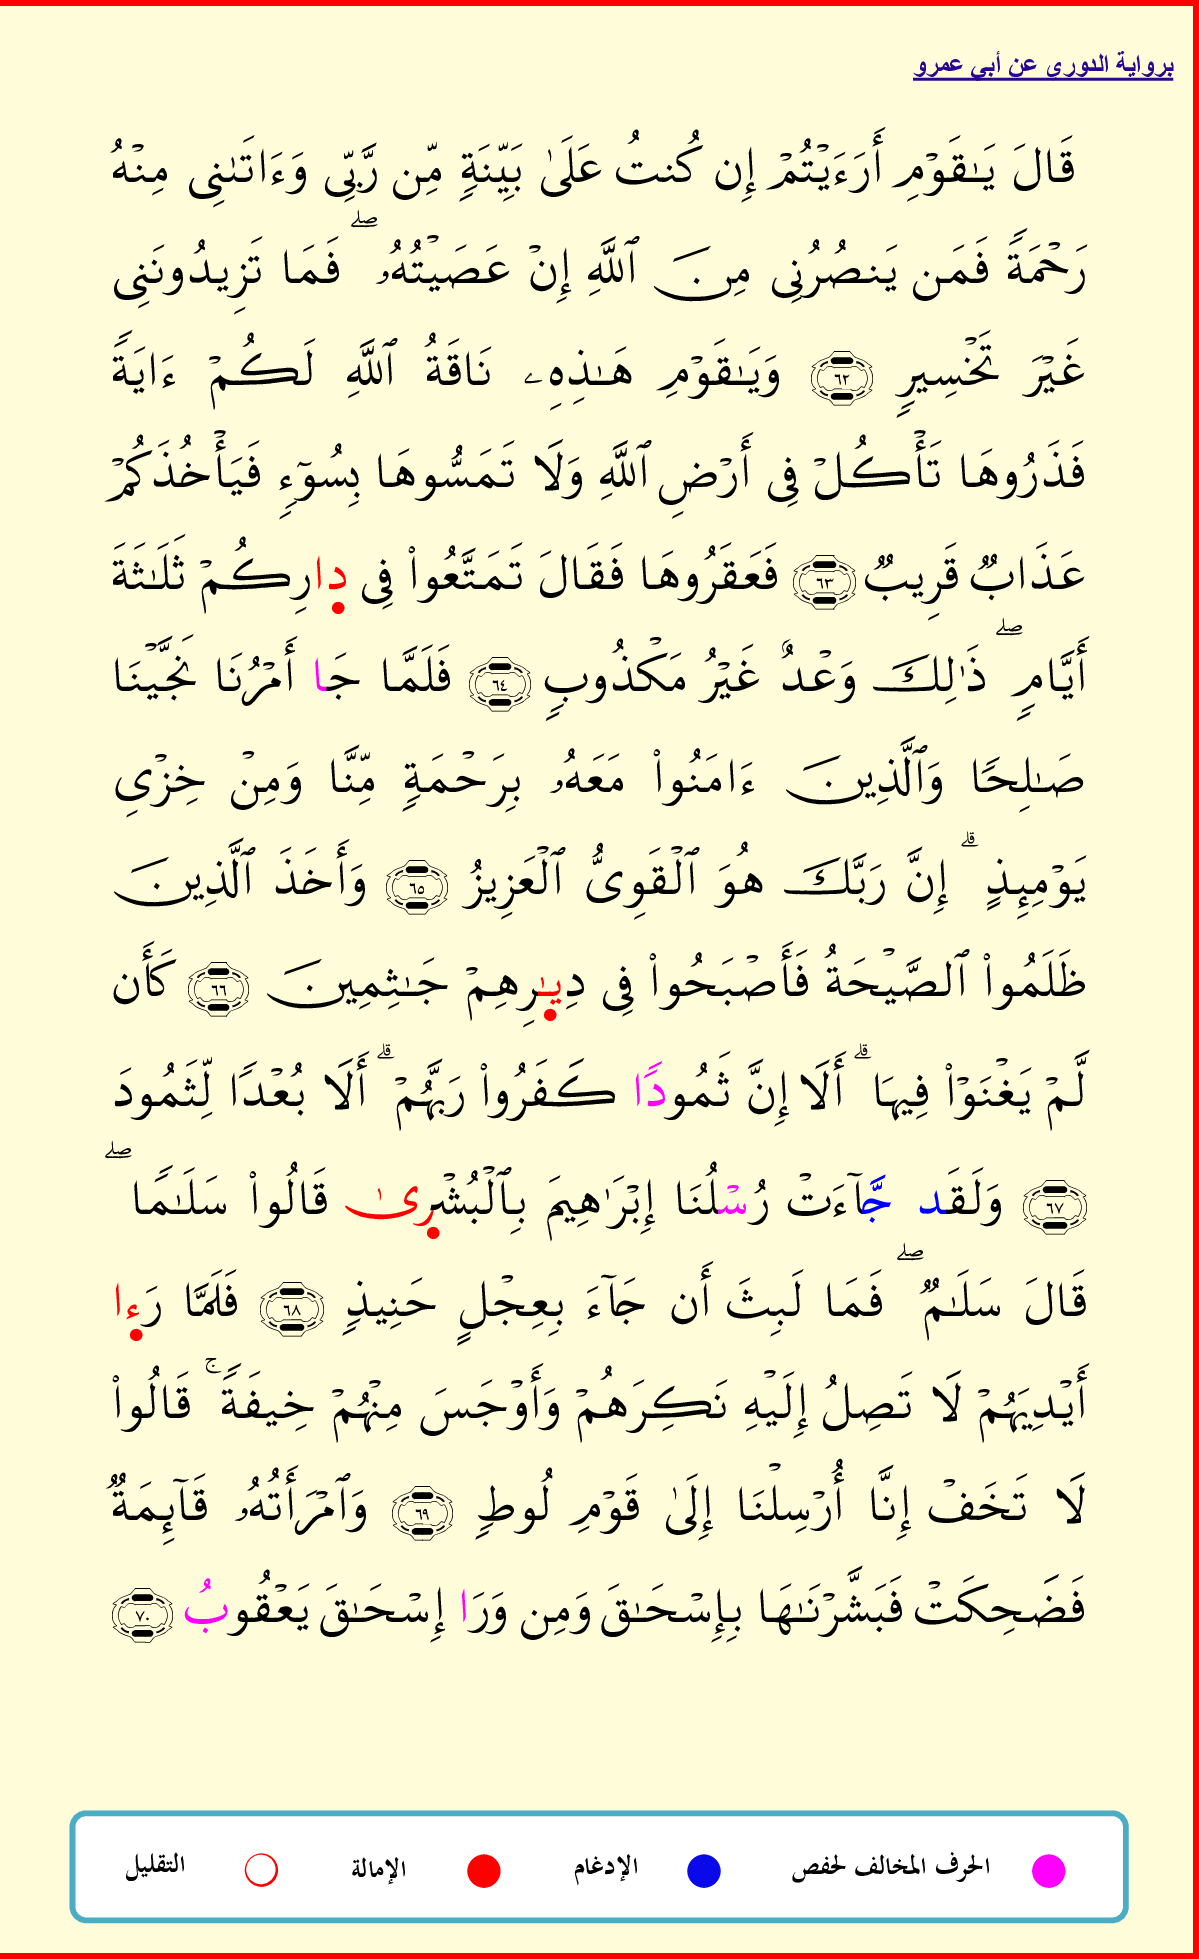 برواية الدوري عن أبي عمرو
قَالَ يَـٰقَوْمِ أَرَءَيْتُمْ إِن كُنتُ عَلَىٰ بَيِّنَةٍ مِّن رَّبِّى وَءَاتَىٰنِى مِنْهُ
رَحْمَةً فَمَن يَنصُرُنِى مِنَ ٱللَّهِ إِنْ عَصَيْتُهُۥ ۖ فَمَا تَزِيدُونَنِى
غَيْرَ تَخْسِيرٍ ٦٢ وَيَـٰقَوْمِ هَـٰذِهِۦ نَاقَةُ ٱللَّهِ لَكُمْ ءَايَةً
فَذَرُوهَا تَأْكُلْ فِى أَرْضِ ٱللَّهِ وَلَا تَمَسُّوهَا بِسُوٓءٍ فَيَأْخُذَكُمْ
عَذَابٌ قَرِيبٌ ٦٣ فَعَقَرُوهَا فَقَالَ تَمَتَّعُوا۟ فِى دِارِكُمْ ثَلَـٰثَةَ
أَيَّامٍ ۖ ذَٰلِكَ وَعْدٌ غَيْرُ مَكْذُوبٍ ٦٤ فَلَمَّا جَا أَمْرُنَا نَجَّيْنَا
صَـٰلِحًا وَٱلَّذِينَ ءَامَنُوا۟ مَعَهُۥ بِرَحْمَةٍ مِّنَّا وَمِنْ خِزْىِ
يَوْمِئِذٍ ۗ إِنَّ رَبَّكَ هُوَ ٱلْقَوِىُّ ٱلْعَزِيزُ ٦٥ وَأَخَذَ ٱلَّذِينَ
ظَلَمُوا۟ ٱلصَّيْحَةُ فَأَصْبَحُوا۟ فِى دِيَـٰرِهِمْ جَـٰثِمِينَ ٦٦ كَأَن
لَّمْ يَغْنَوْا۟ فِيهَا ۗ أَلَا إِنَّ ثَمُودًا كَفَرُوا۟ رَبَّهُمْ ۗ أَلَا بُعْدًا لِّثَمُودَ
٦٧ وَلَقَد جَّآءَتْ رُسْلُنَا إِبْرَٰهِيمَ بِٱلْبُشْرِىٰ قَالُوا۟ سَلَـٰمًا ۖ
قَالَ سَلَـٰمٌ ۖ فَمَا لَبِثَ أَن جَآءَ بِعِجْلٍ حَنِيذٍ ٦٨ فَلَمَّا رَءِا
أَيْدِيَهُمْ لَا تَصِلُ إِلَيْهِ نَكِرَهُمْ وَأَوْجَسَ مِنْهُمْ خِيفَةً ۚ قَالُوا۟
لَا تَخَفْ إِنَّا أُرْسِلْنَا إِلَىٰ قَوْمِ لُوطٍ ٦٩ وَٱمْرَأَتُهُۥ قَآئِمَةٌ
فَضَحِكَتْ فَبَشَّرْنَـٰهَا بِإِسْحَـٰقَ وَمِن وَرَا إِسْحَـٰقَ يَعْقُوبُ ٧٠
الحرف المخالف لحفص الإدغام الإمالة التقليل